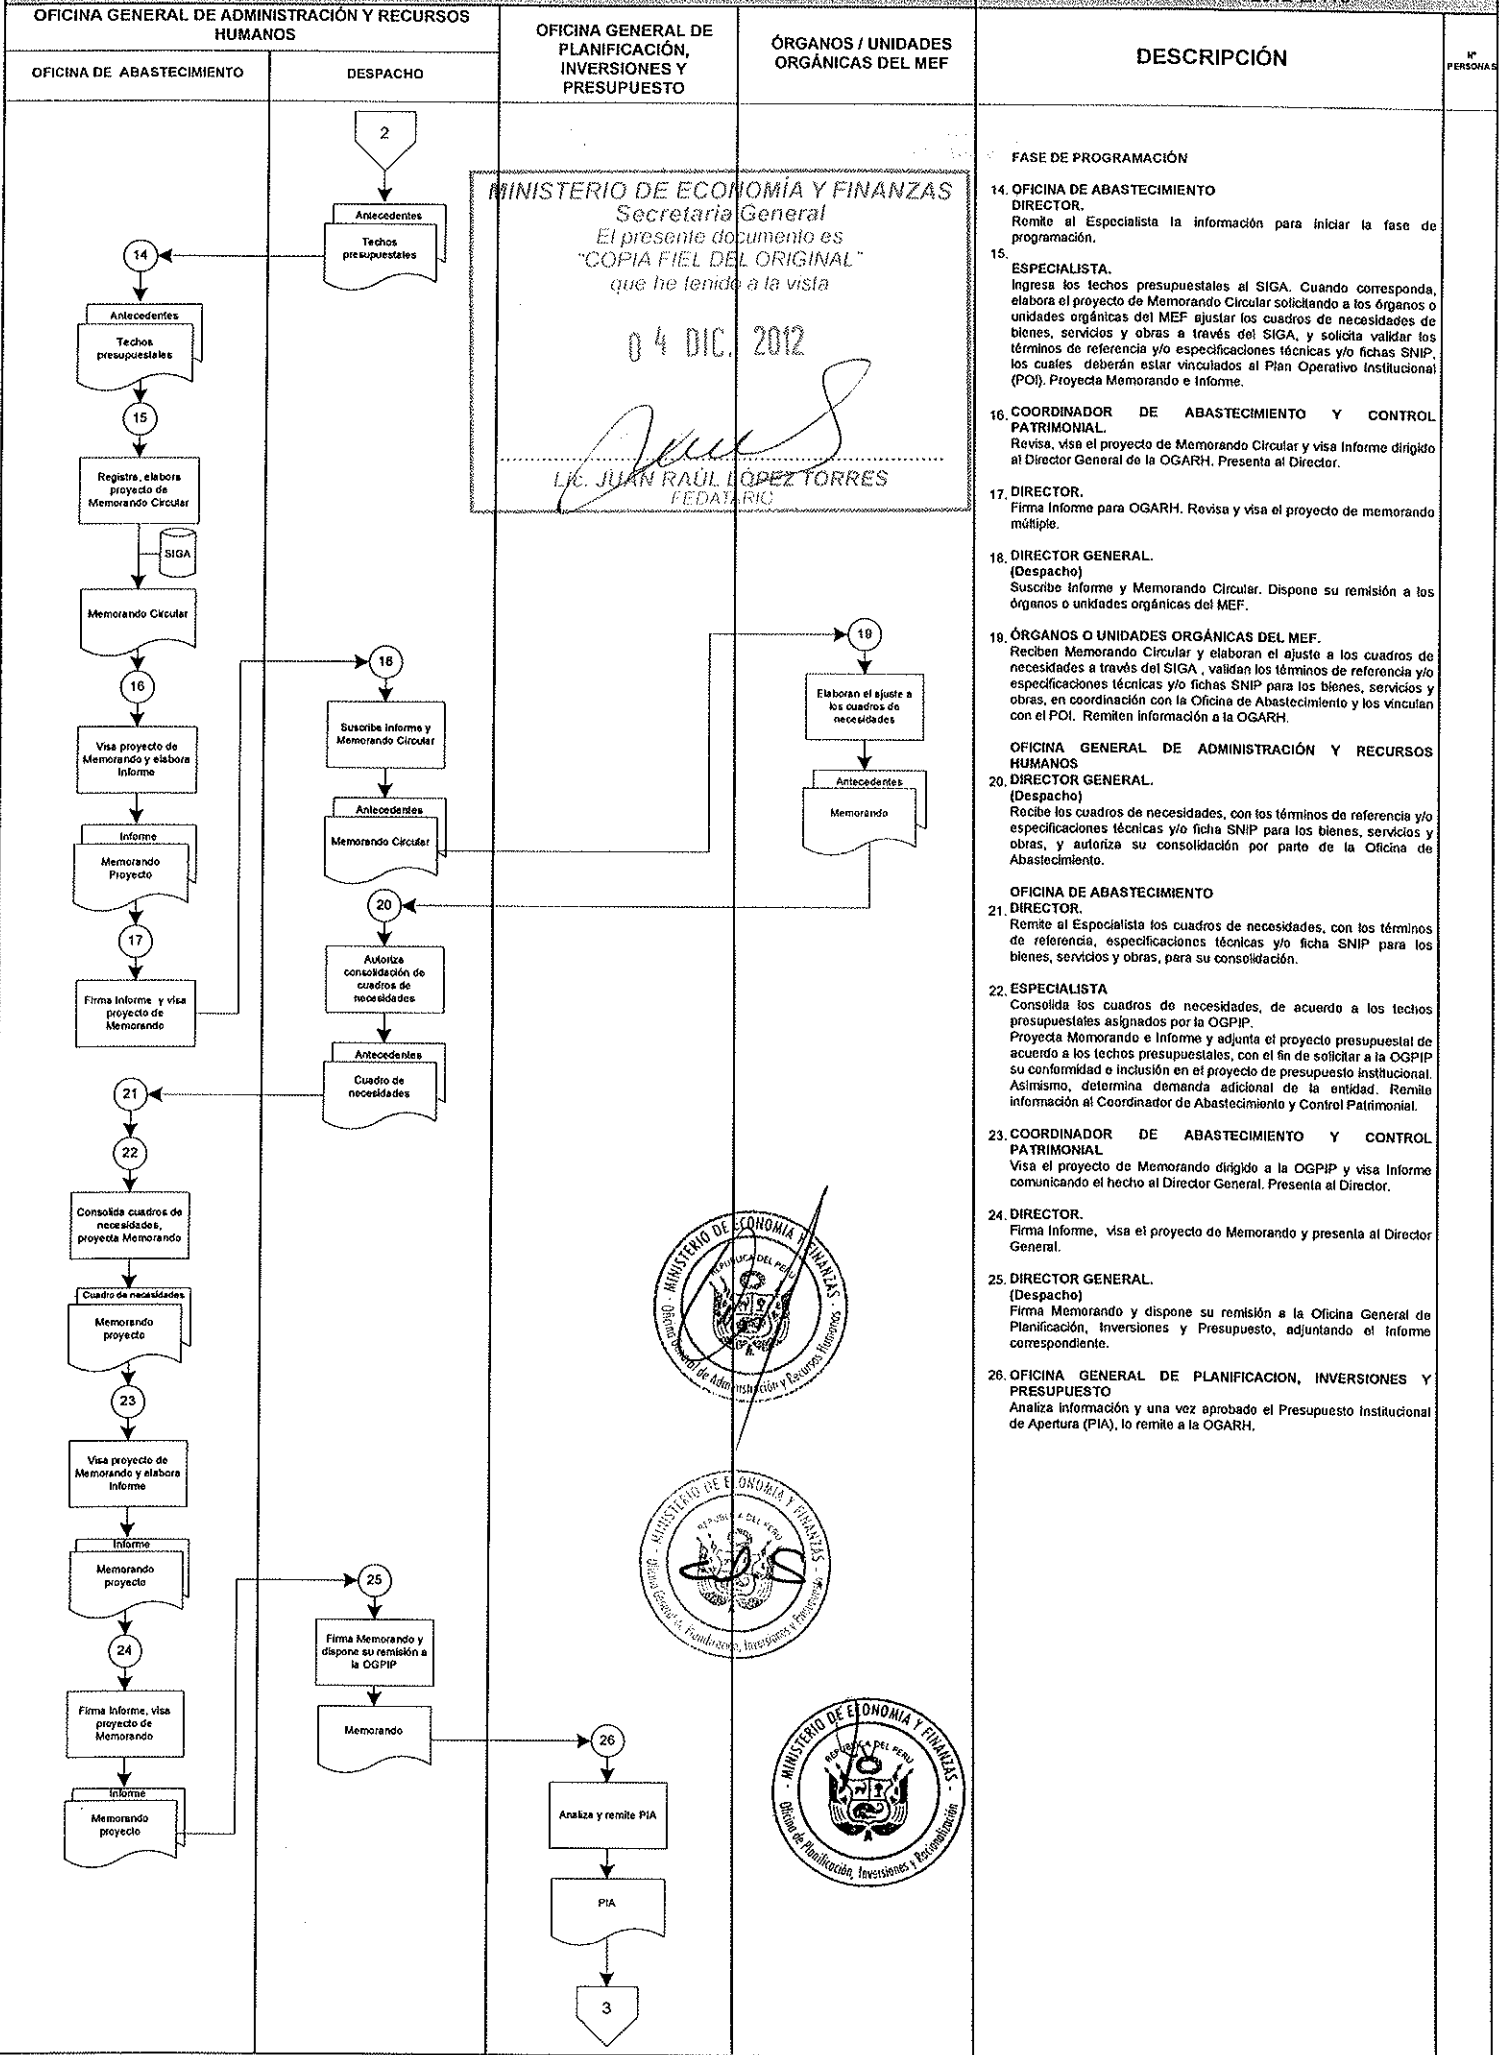 OFICINA GENERAL DE ADMINISTRACIÓN Y RECURSOS
HUMANOS
OFICINA DE ABASTECIMIENTO
DESPACHO
OFICINA GENERAL DE
PLANIFICACIÓN,
INVERSIONES Y
PRESUPUESTO
ÓRGANOS / UNIDADES
ORGÁNICAS DEL MEF
DESCRIPCIÓN
Nº
PERSONAS
2
Antecedentes
Techos
presupuestales
14
Antecedentes
Techos
presupuestales
15
Registra, elabora
proyecto de
Memorando Circular
SIGA
Memorando Circular
16
Visa proyecto de
Memorando y elabora
Informe
Informe
Memorando
Proyecto
17
Firma Informe y visa
proyecto de
Memorando
18
Suscribe Informe y
Memorando Circular
Antecedentes
Memorando Circular
19
Elaboran el ajuste a
los cuadros de
necesidades
Antecedentes
Memorando
20
Autoriza
consolidación de
cuadros de
necesidades
Antecedentes
Cuadro de
necesidades
21
22
Consolida cuadros de
necesidades,
proyecta Memorando
Cuadro de necesidades
Memorando
proyecto
23
Visa proyecto de
Memorando y elabora
Informe
Informe
Memorando
proyecto
24
Firma Informe, visa
proyecto de
Memorando
Informe
Memorando
proyecto
25
Firma Memorando y
dispone su remisión a
la OGPIP
Memorando
26
Analiza y remite PIA
PIA
3
MINISTERIO DE ECONOMÍA Y FINANZAS
Secretaria General
El presente documento es
"COPIA FIEL DEL ORIGINAL"
que he tenido a la vista
04 DIC. 2012
Lic. JUAN RAÚL LÓPEZ TORRES
FEDATARIO
MINISTERIO DE ECONOMIA Y FINANZAS
REPUBLICA DEL PERU
Oficina General de Administración y Recursos Humanos
MINISTERIO DE ECONOMIA Y FINANZAS
REPUBLICA DEL PERU
Oficina General de Planificación, Inversiones y Presupuesto
MINISTERIO DE ECONOMIA Y FINANZAS
REPUBLICA DEL PERU
Oficina de Planificación, Inversiones y Racionalización
FASE DE PROGRAMACIÓN
14. OFICINA DE ABASTECIMIENTO
DIRECTOR.
Remite al Especialista la información para iniciar la fase de
programación.
15.
ESPECIALISTA.
Ingresa los techos presupuestales al SIGA. Cuando corresponda,
elabora el proyecto de Memorando Circular solicitando a los órganos o
unidades orgánicas del MEF ajustar los cuadros de necesidades de
bienes, servicios y obras a través del SIGA, y solicita validar los
términos de referencia y/o especificaciones técnicas y/o fichas SNIP,
los cuales deberán estar vinculados al Plan Operativo Institucional
(POI). Proyecta Memorando e Informe.
16. COORDINADOR DE ABASTECIMIENTO Y CONTROL
PATRIMONIAL.
Revisa, visa el proyecto de Memorando Circular y visa Informe dirigido
al Director General de la OGARH. Presenta al Director.
17. DIRECTOR.
Firma Informe para OGARH. Revisa y visa el proyecto de memorando
múltiple.
18. DIRECTOR GENERAL.
(Despacho)
Suscribe Informe y Memorando Circular. Dispone su remisión a los
órganos o unidades orgánicas del MEF.
19. ÓRGANOS O UNIDADES ORGÁNICAS DEL MEF.
Reciben Memorando Circular y elaboran el ajuste a los cuadros de
necesidades a través del SIGA , validan los términos de referencia y/o
especificaciones técnicas y/o fichas SNIP para los bienes, servicios y
obras, en coordinación con la Oficina de Abastecimiento y los vinculan
con el POI. Remiten información a la OGARH.
OFICINA GENERAL DE ADMINISTRACIÓN Y RECURSOS
HUMANOS
20. DIRECTOR GENERAL.
(Despacho)
Recibe los cuadros de necesidades, con los términos de referencia y/o
especificaciones técnicas y/o ficha SNIP para los bienes, servicios y
obras, y autoriza su consolidación por parte de la Oficina de
Abastecimiento.
OFICINA DE ABASTECIMIENTO
21. DIRECTOR.
Remite al Especialista los cuadros de necesidades, con los términos
de referencia, especificaciones técnicas y/o ficha SNIP para los
bienes, servicios y obras, para su consolidación.
22. ESPECIALISTA
Consolida los cuadros de necesidades, de acuerdo a los techos
presupuestales asignados por la OGPIP.
Proyecta Memorando e Informe y adjunta el proyecto presupuestal de
acuerdo a los techos presupuestales, con el fin de solicitar a la OGPIP
su conformidad e inclusión en el proyecto de presupuesto institucional.
Asimismo, determina demanda adicional de la entidad. Remite
información al Coordinador de Abastecimiento y Control Patrimonial.
23. COORDINADOR DE ABASTECIMIENTO Y CONTROL
PATRIMONIAL
Visa el proyecto de Memorando dirigido a la OGPIP y visa Informe
comunicando el hecho al Director General. Presenta al Director.
24. DIRECTOR.
Firma Informe, visa el proyecto de Memorando y presenta al Director
General.
25. DIRECTOR GENERAL.
(Despacho)
Firma Memorando y dispone su remisión a la Oficina General de
Planificación, Inversiones y Presupuesto, adjuntando el Informe
correspondiente.
26. OFICINA GENERAL DE PLANIFICACION, INVERSIONES Y
PRESUPUESTO
Analiza información y una vez aprobado el Presupuesto Institucional
de Apertura (PIA), lo remite a la OGARH.